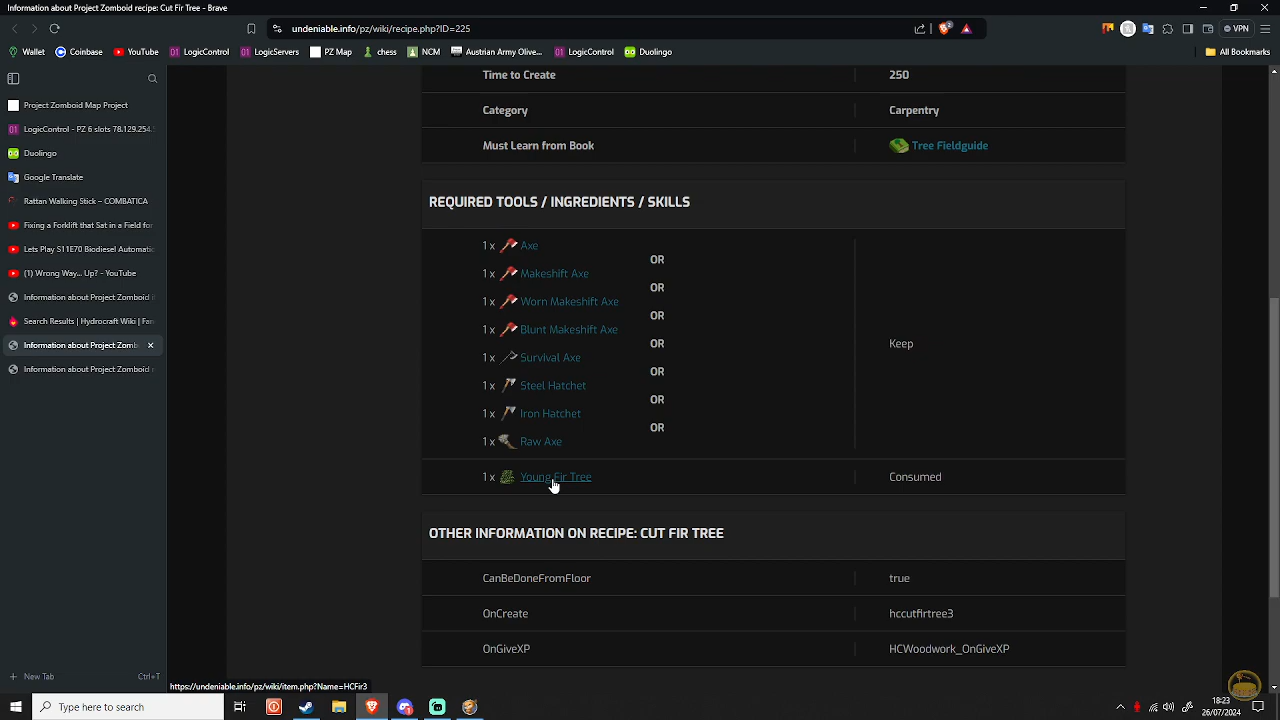 Information about Project Zomboid recipe: Cut Fir Tree - Brave
undeniable.info/pz/wiki/recipe.php?ID=225
2
VPN
Wallet
Coinbase
YouTube
LogicControl
LogicServers
PZ Map
chess
NCM
Austrian Army Olive...
LogicControl
Duolingo
All Bookmarks
Project Zomboid Map Project
LogicControl - PZ 6 slots 78.129.254.
Duolingo
Google Translate
Rattan Walking Stick – COMBATICA
Fixing a Forklift that Sat in a Field for
Lets Play S11E70 Biodiesel Automatic
(1) Wrong Way... Up? - YouTube
Information about Project Zomboid it
Search Results | Hydrocraft Wiki | Fan
Information about Project Zomb
Information about Project Zomboid r
New Tab
Ctrl+T
Time to Create
250
Category
Carpentry
Must Learn from Book
Tree Fieldguide
REQUIRED TOOLS / INGREDIENTS / SKILLS
1 x Axe
OR
1 x Makeshift Axe
OR
1 x Worn Makeshift Axe
OR
1 x Blunt Makeshift Axe
OR
1 x Survival Axe
OR
1 x Steel Hatchet
OR
1 x Iron Hatchet
OR
1 x Raw Axe
Keep
1 x Young Fir Tree
Consumed
OTHER INFORMATION ON RECIPE: CUT FIR TREE
CanBeDoneFromFloor
true
OnCreate
hccutfirtree3
OnGiveXP
HCWoodwork_OnGiveXP
https://undeniable.info/pz/wiki/item.php?Name=HCFir3
Type here to search
18:23
26/07/2024